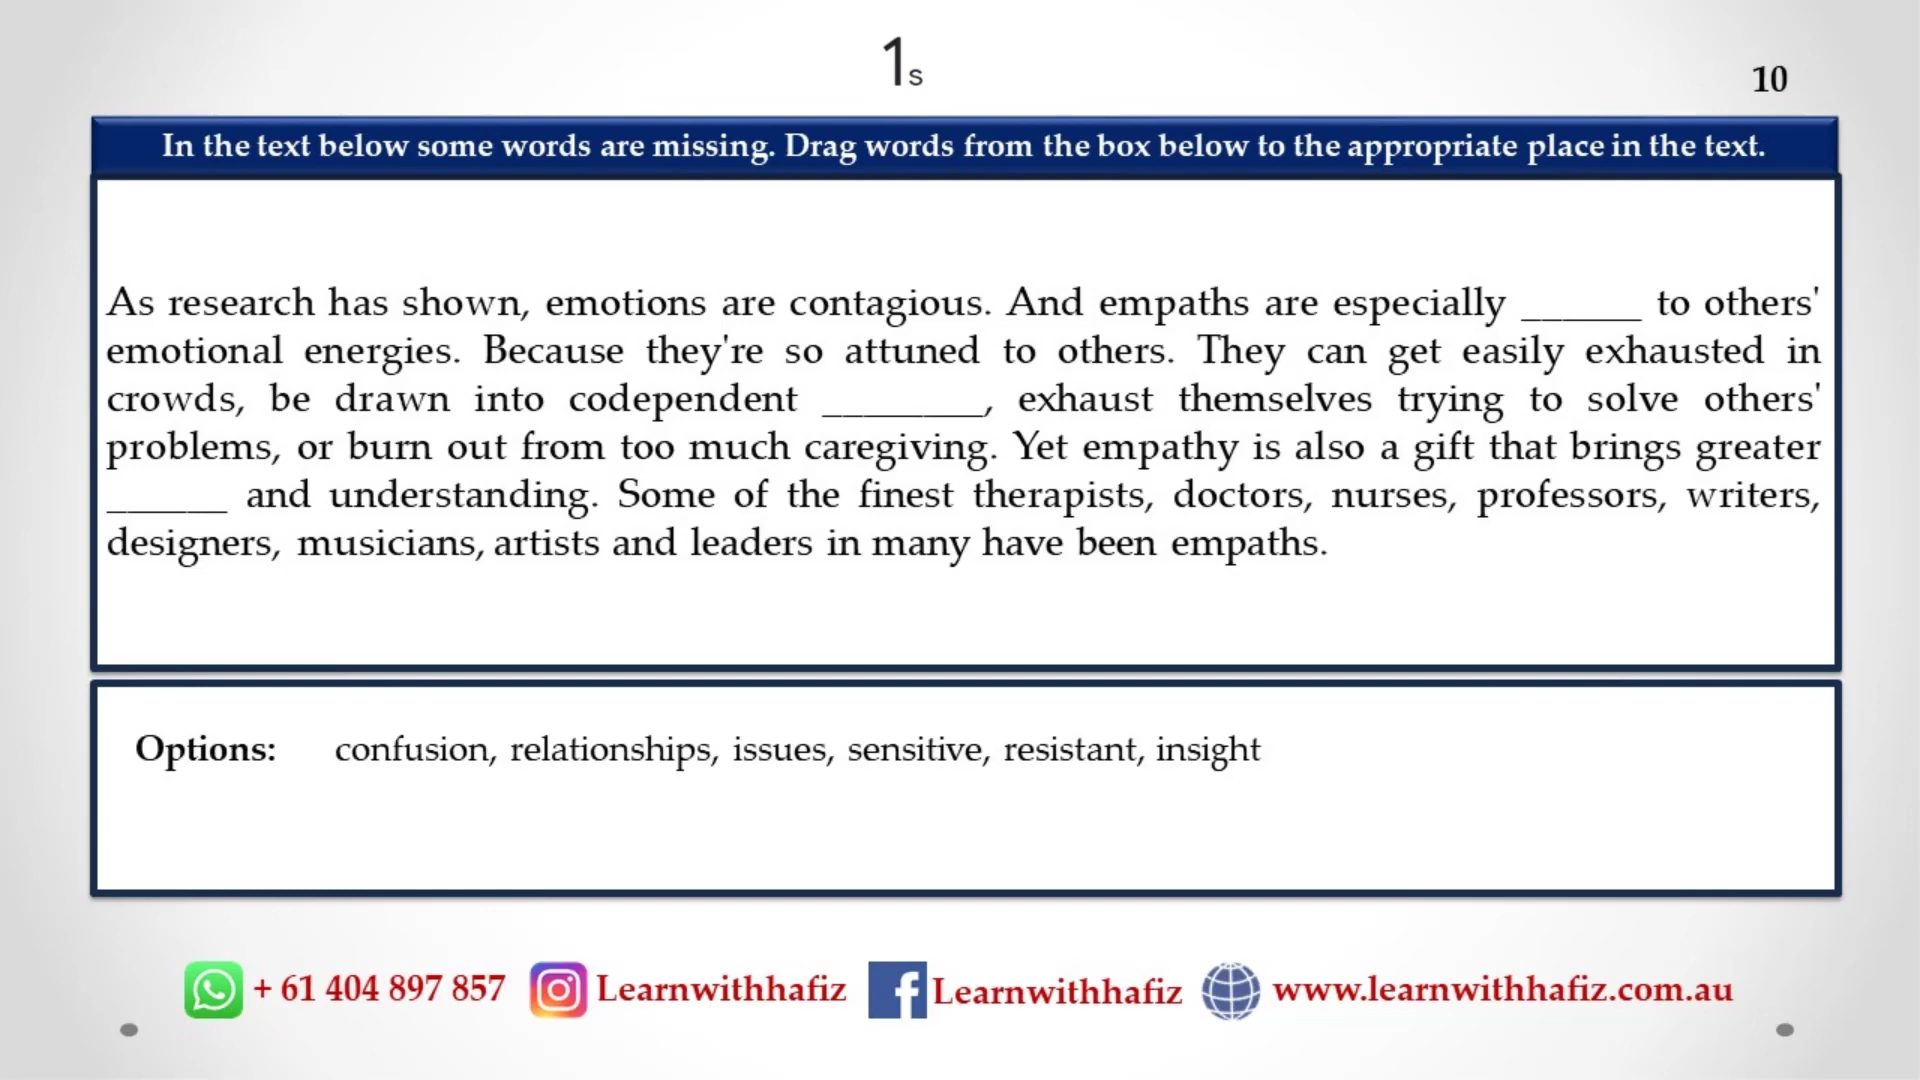 1s
10
In the text below some words are missing. Drag words from the box below to the appropriate place in the text.
As research has shown, emotions are contagious. And empaths are especially ______ to others'
emotional energies. Because they're so attuned to others. They can get easily exhausted in
crowds, be drawn into codependent ________, exhaust themselves trying to solve others'
problems, or burn out from too much caregiving. Yet empathy is also a gift that brings greater
______ and understanding. Some of the finest therapists, doctors, nurses, professors, writers,
designers, musicians, artists and leaders in many have been empaths.
Options: confusion, relationships, issues, sensitive, resistant, insight
+ 61 404 897 857 Learnwithhafiz Learnwithhafiz www.learnwithhafiz.com.au